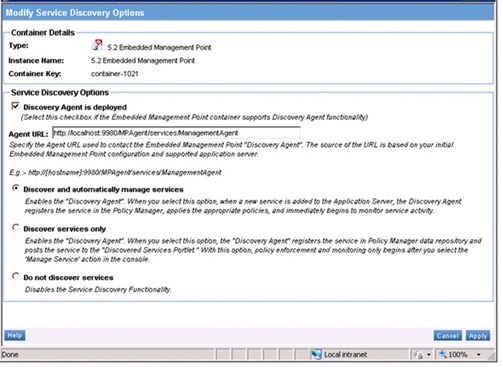 Modify Service Discovery Options
Container Details
Type: 5.2 Embedded Management Point
Instance Name: 5.2 Embedded Management Point
Container Key: container-1021
Service Discovery Options
Discovery Agent is deployed
(Select this checkbox if the Embedded Management Point container supports Discovery Agent functionality)
Agent URL: http://localhost:9980/MPAgent/services/ManagementAgent
Specify the Agent URL used to contact the Embedded Management Point "Discovery Agent". The source of the URL is based on your initial
Embedded Management Point configuration and supported application server.
E.g.:- http://[hostname]:9980/MPAgent/services/ManagementAgent
Discover and automatically manage services
Enables the "Discovery Agent". When you select this option, when a new service is added to the Application Server, the Discovery Agent
registers the service in the Policy Manager, applies the appropriate policies, and immediately begins to monitor service activity.
Discover services only
Enables the "Discovery Agent". When you select this option, the "Discovery Agent" registers the service in Policy Manager data repository and
posts the service to the "Discovered Services Portlet." With this option, policy enforcement and monitoring only begins after you select the
'Manage Service' action in the console.
Do not discover services
Disables the Service Discovery Functionality.
Help Cancel Apply
Done Local intranet 100%